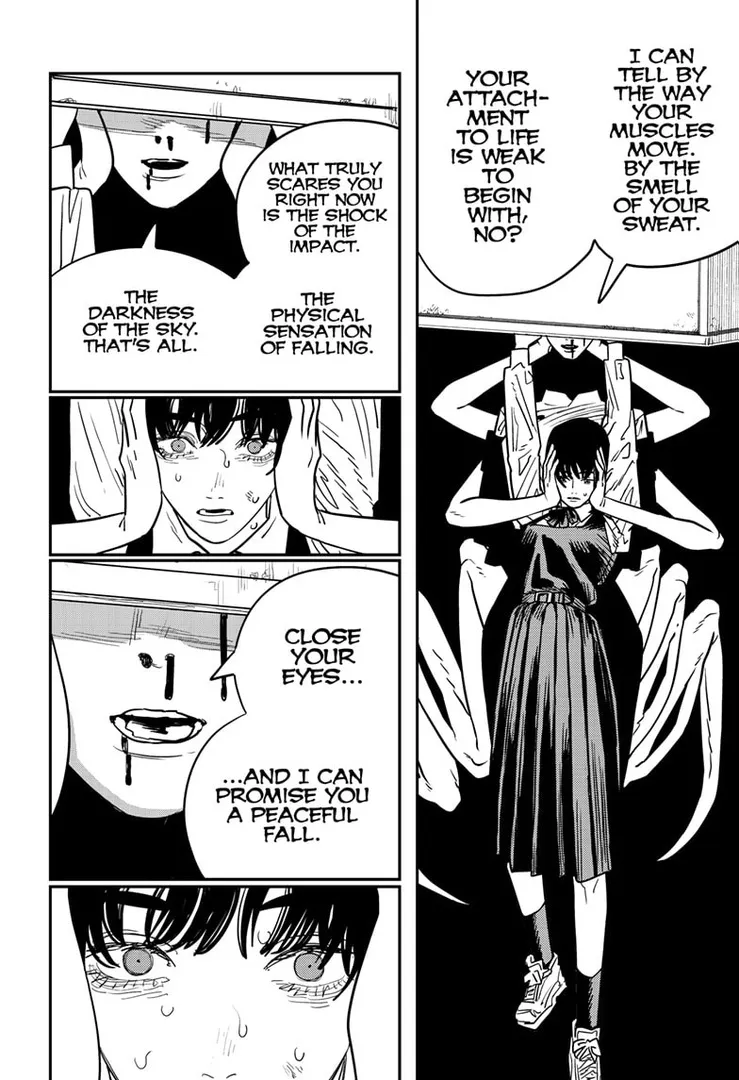 I CAN
TELL BY
THE WAY
YOUR
MUSCLES
MOVE.
BY THE
SMELL
OF YOUR
SWEAT.
YOUR
ATTACH-
MENT
TO LIFE
IS WEAK
TO
BEGIN
WITH,
NO?
WHAT TRULY
SCARES YOU
RIGHT NOW
IS THE SHOCK
OF THE
IMPACT.
THE
PHYSICAL
SENSATION
OF FALLING.
THE
DARKNESS
OF THE SKY.
THAT'S ALL.
CLOSE
YOUR
EYES...
...AND I CAN
PROMISE YOU
A PEACEFUL
FALL.